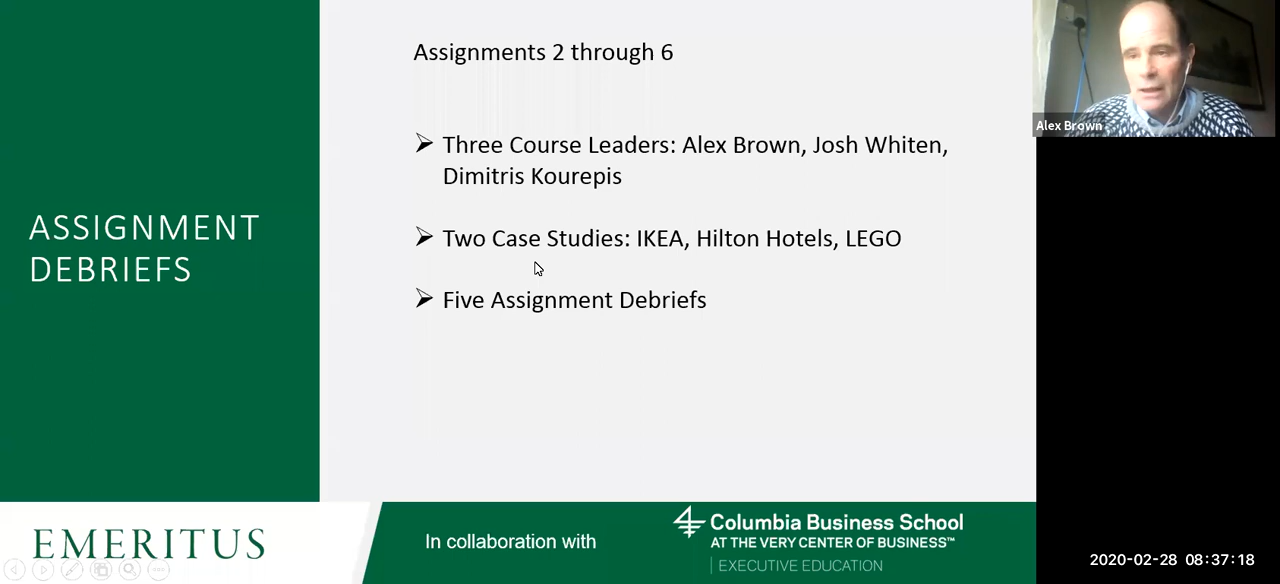 Assignments 2 through 6
➢ Three Course Leaders: Alex Brown, Josh Whiten,
Dimitris Kourepis
➢ Two Case Studies: IKEA, Hilton Hotels, LEGO
➢ Five Assignment Debriefs
ASSIGNMENT
DEBRIEFS
Alex Brown
EMERITUS
In collaboration with
Columbia Business School
AT THE VERY CENTER OF BUSINESS™
EXECUTIVE EDUCATION
2020-02-28 08:37:18